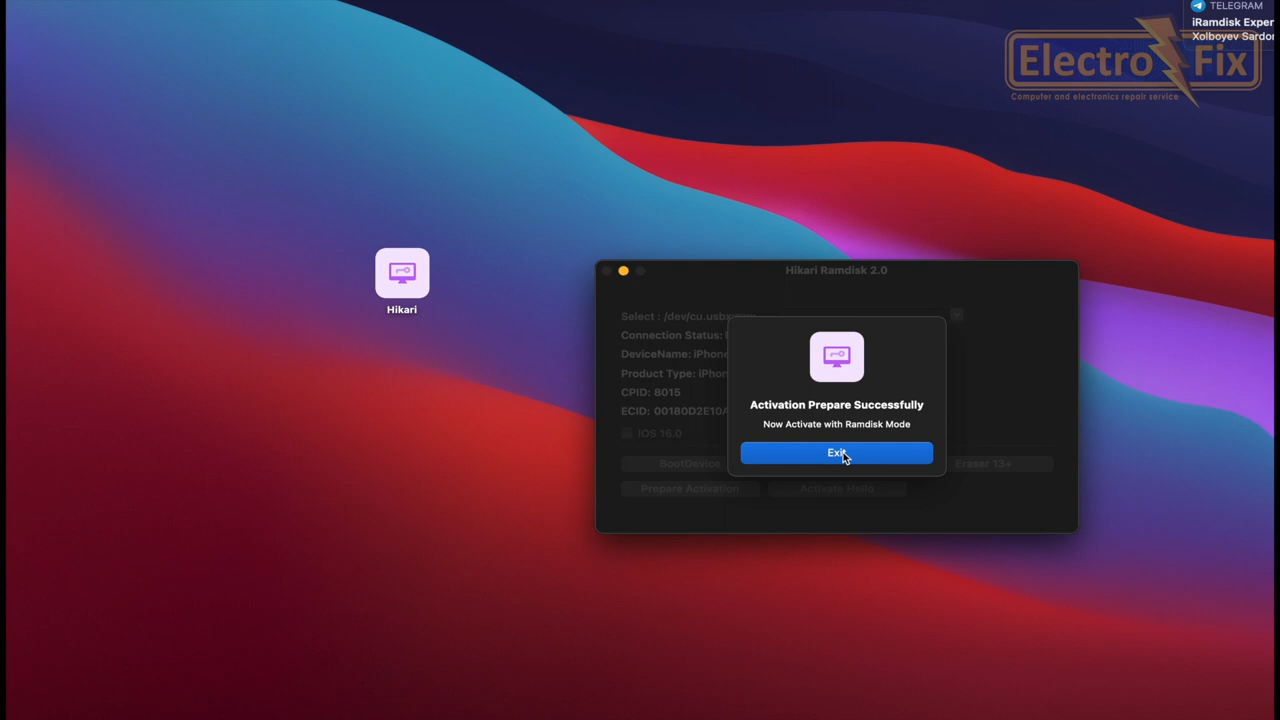 TELEGRAM
iRamdisk Exper
Xolboyev Sardor
Electro Fix
Computer and electronics repair service
Hikari
Hikari Ramdisk 2.0
Select : /dev/cu.usb
Connection Status:
DeviceName: iPhone
Product Type: iPhon
CPID: 8015
ECID: 00180D2E10A
iOS 16.0
BootDevice
Eraser 13+
Prepare Activation
Activate Hello
Activation Prepare Successfully
Now Activate with Ramdisk Mode
Exit